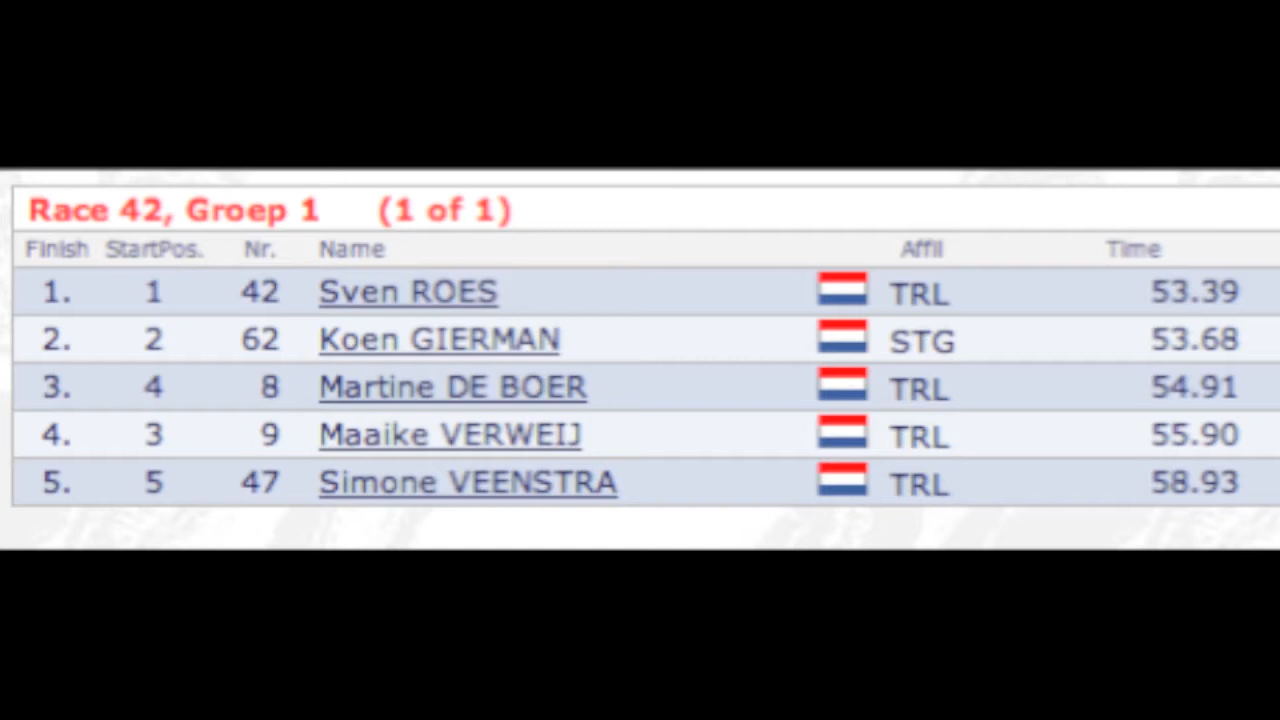 Race 42, Groep 1 (1 of 1)
Finish StartPos. Nr. Name Affil Time
1. 1 42 Sven ROES TRL 53.39
2. 2 62 Koen GIERMAN STG 53.68
3. 4 8 Martine DE BOER TRL 54.91
4. 3 9 Maaike VERWEIJ TRL 55.90
5. 5 47 Simone VEENSTRA TRL 58.93